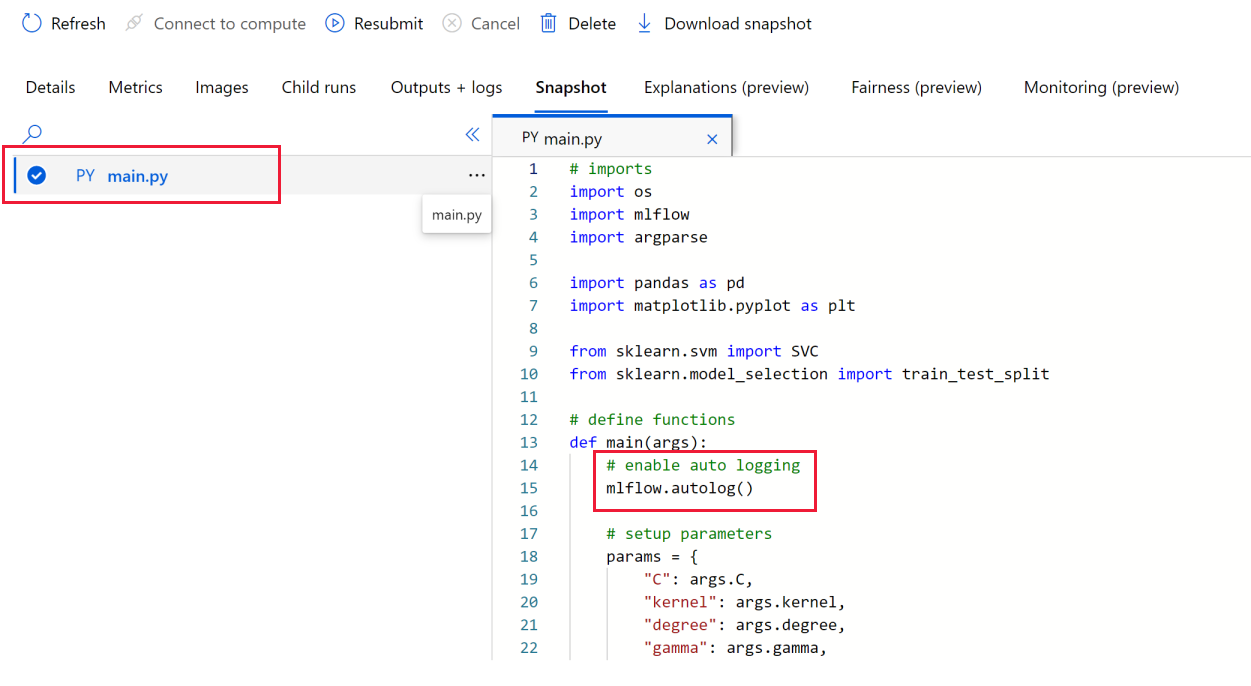 Refresh Connect to compute Resubmit Cancel Delete Download snapshot
Details Metrics Images Child runs Outputs + logs Snapshot Explanations (preview) Fairness (preview) Monitoring (preview)
PY main.py ...
main.py
PY main.py
1 # imports
2 import os
3 import mlflow
4 import argparse
5
6 import pandas as pd
7 import matplotlib.pyplot as plt
8
9 from sklearn.svm import SVC
10 from sklearn.model_selection import train_test_split
11
12 # define functions
13 def main(args):
14 # enable auto logging
15 mlflow.autolog()
16
17 # setup parameters
18 params = {
19 "C": args.C,
20 "kernel": args.kernel,
21 "degree": args.degree,
22 "gamma": args.gamma,